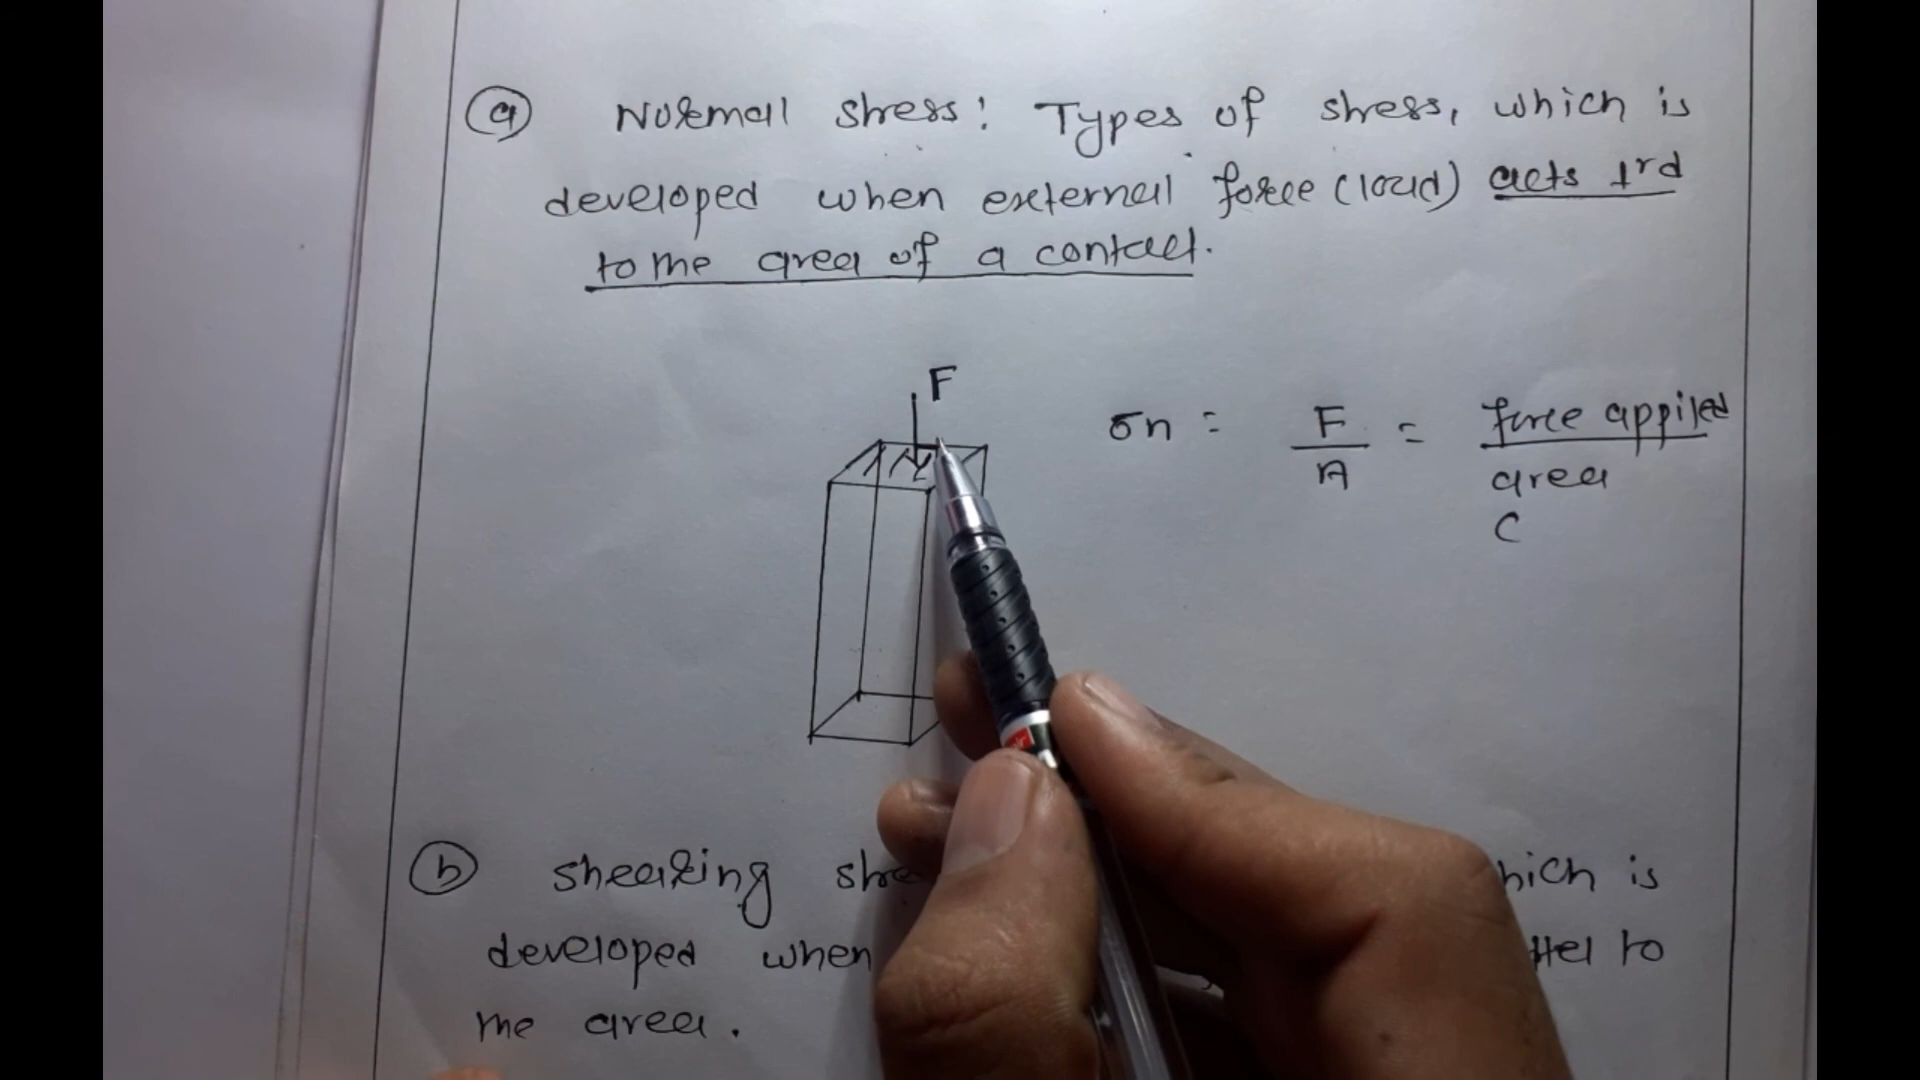 a Normal stress: Types of stress, which is
developed when external force (load) acts ⊥rd
to the area of a contact.
F
σn = F/A = force applied/area
C
b shearing hich is
developed when llel to
the area.